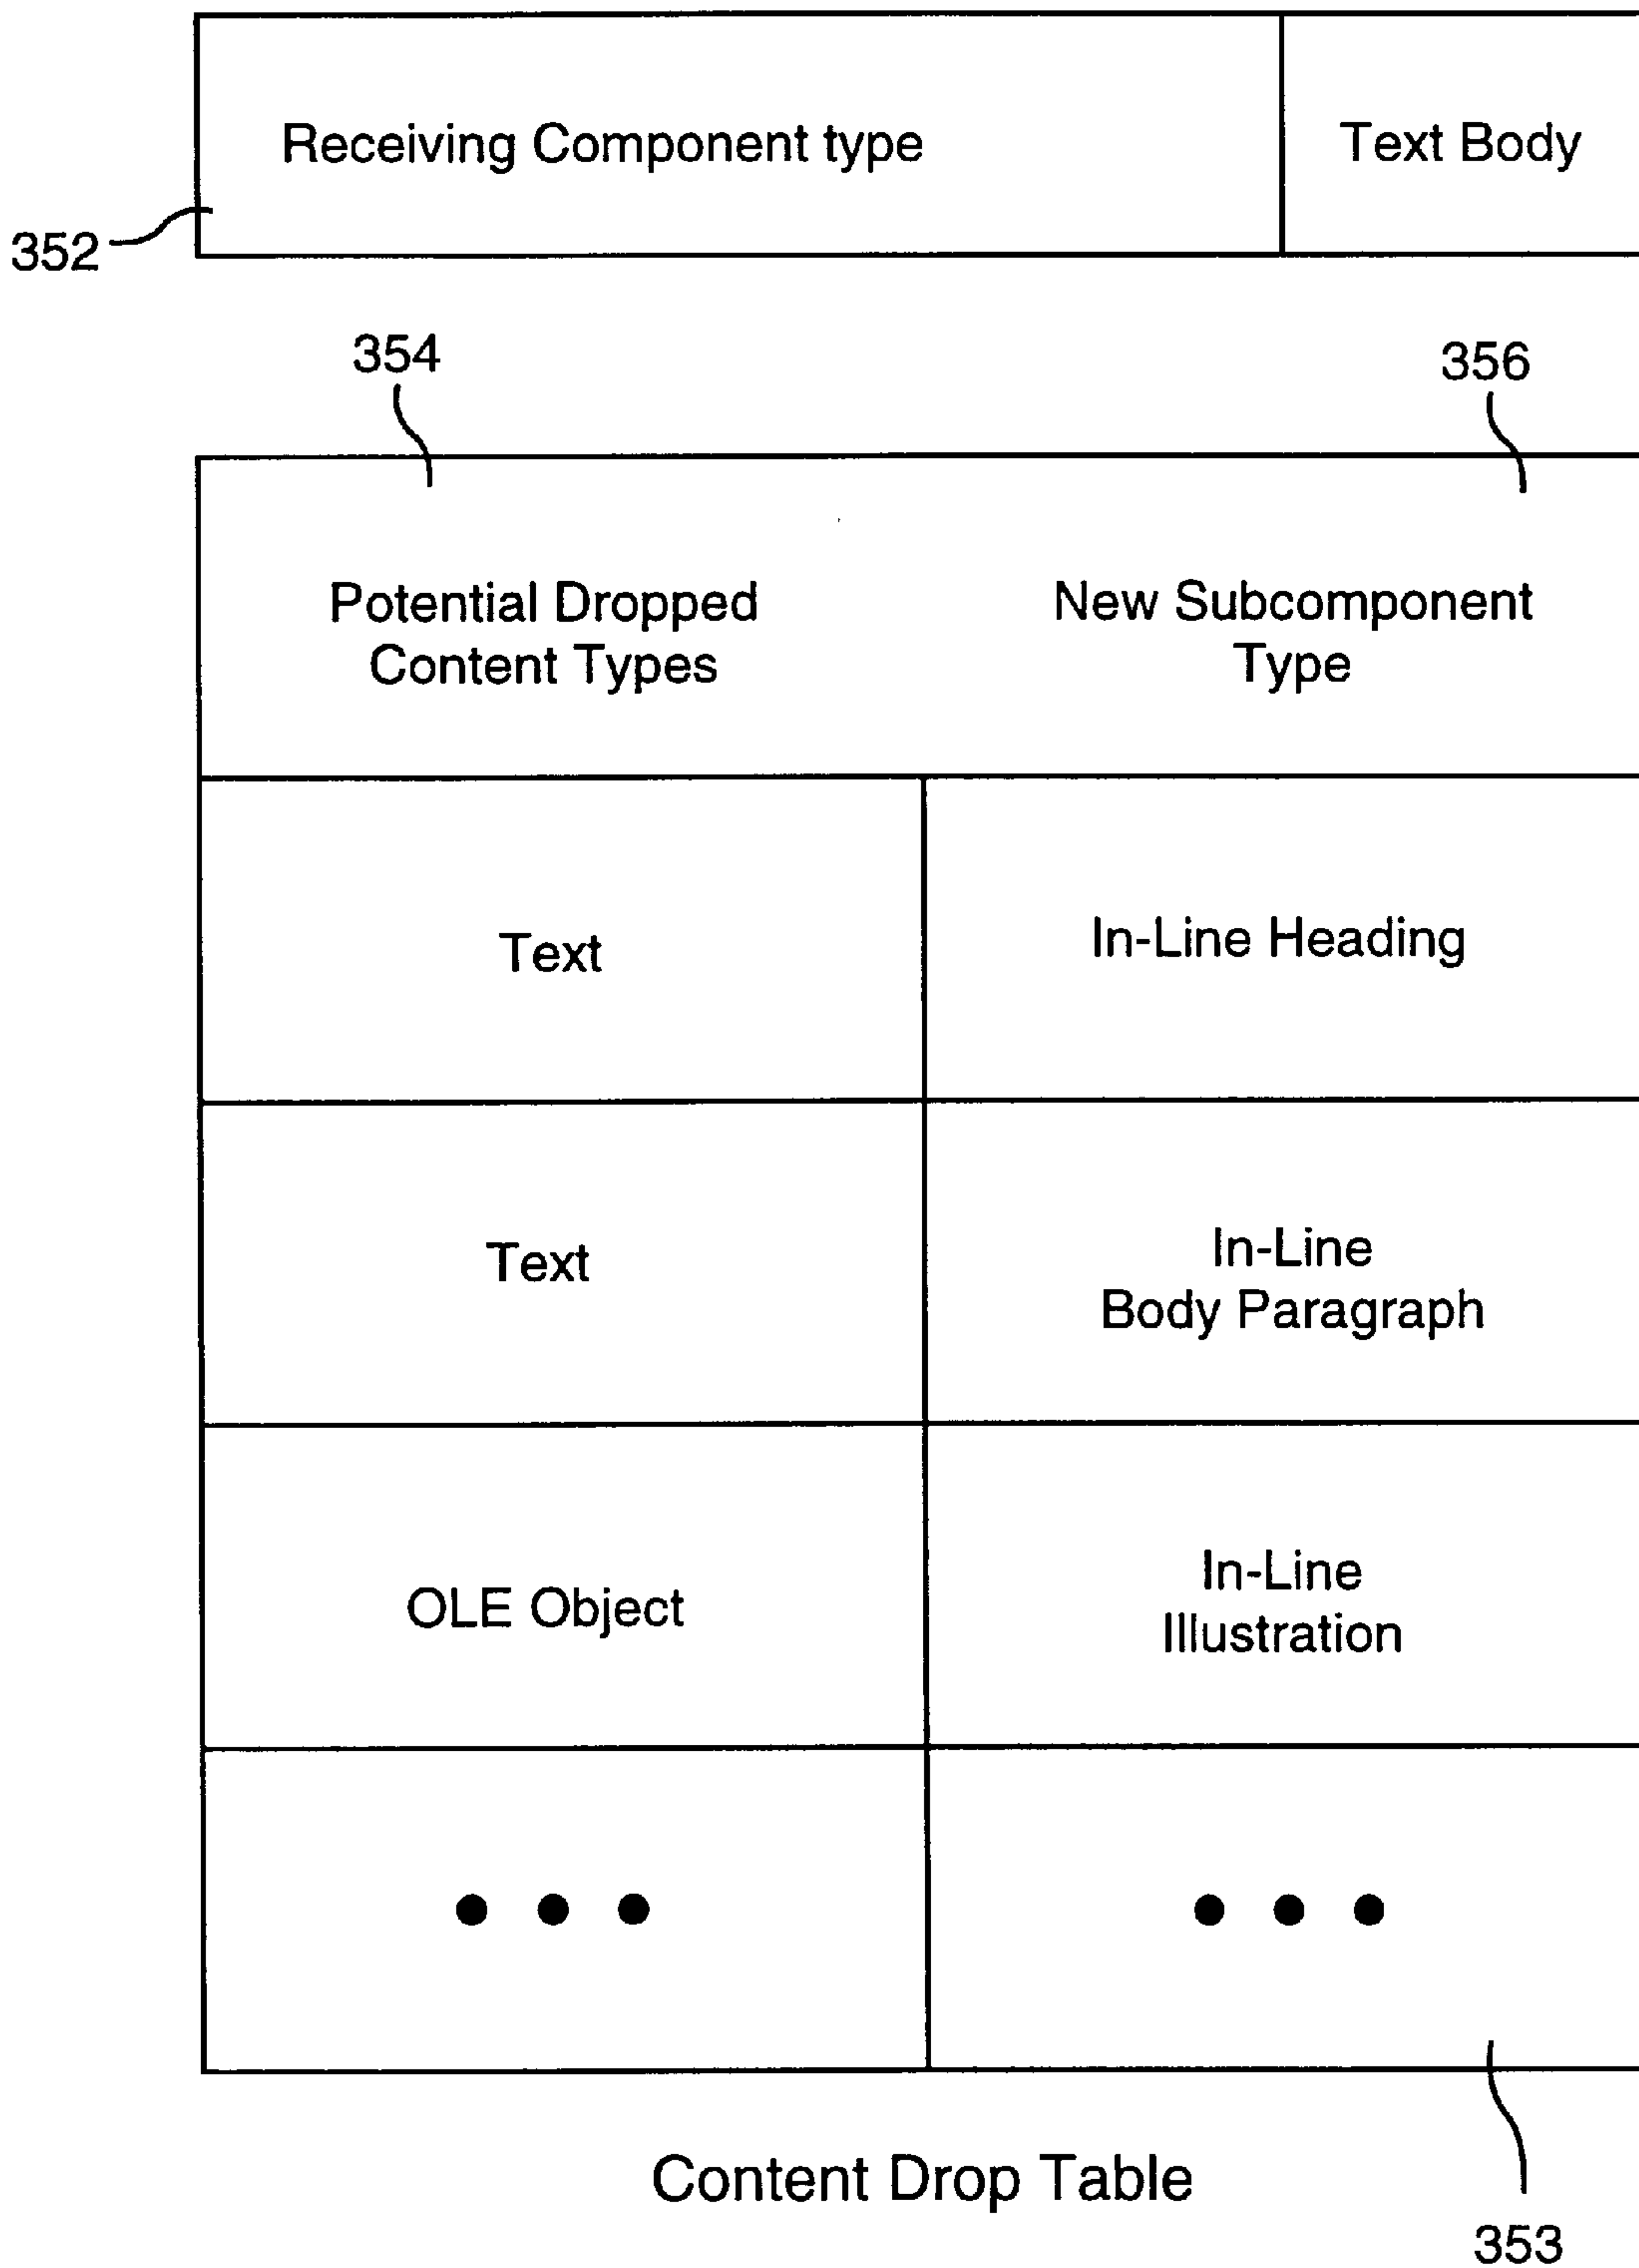 Receiving Component type Text Body
352
354 356
Potential Dropped
Content Types
New Subcomponent
Type
Text In-Line Heading
Text
In-Line
Body Paragraph
OLE Object
In-Line
Illustration
Content Drop Table
353